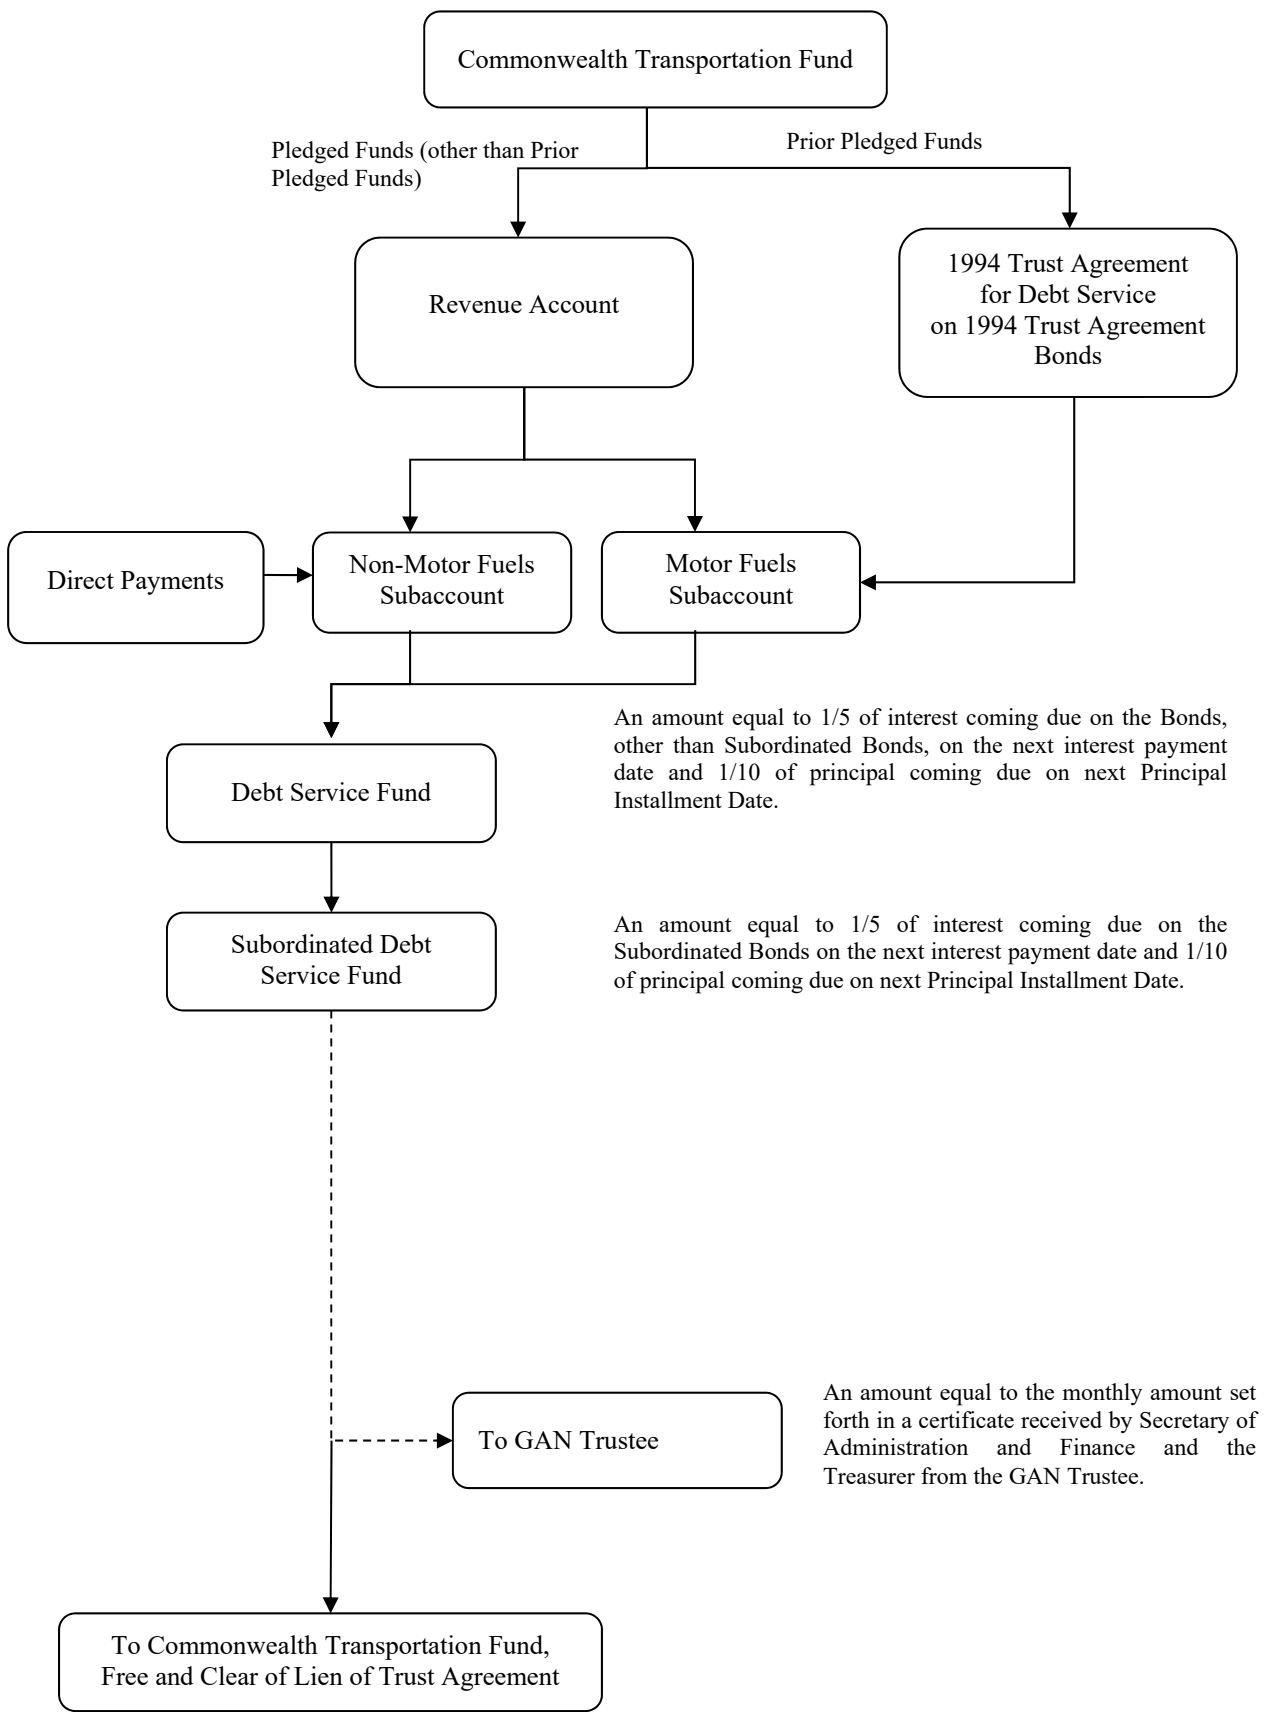 Commonwealth Transportation Fund
Pledged Funds (other than Prior
Pledged Funds)
Prior Pledged Funds
Revenue Account
1994 Trust Agreement
for Debt Service
on 1994 Trust Agreement
Bonds
Direct Payments
Non-Motor Fuels
Subaccount
Motor Fuels
Subaccount
An amount equal to 1/5 of interest coming due on the Bonds,
other than Subordinated Bonds, on the next interest payment
date and 1/10 of principal coming due on next Principal
Installment Date.
Debt Service Fund
Subordinated Debt
Service Fund
An amount equal to 1/5 of interest coming due on the
Subordinated Bonds on the next interest payment date and 1/10
of principal coming due on next Principal Installment Date.
To GAN Trustee
An amount equal to the monthly amount set
forth in a certificate received by Secretary of
Administration and Finance and the
Treasurer from the GAN Trustee.
To Commonwealth Transportation Fund,
Free and Clear of Lien of Trust Agreement